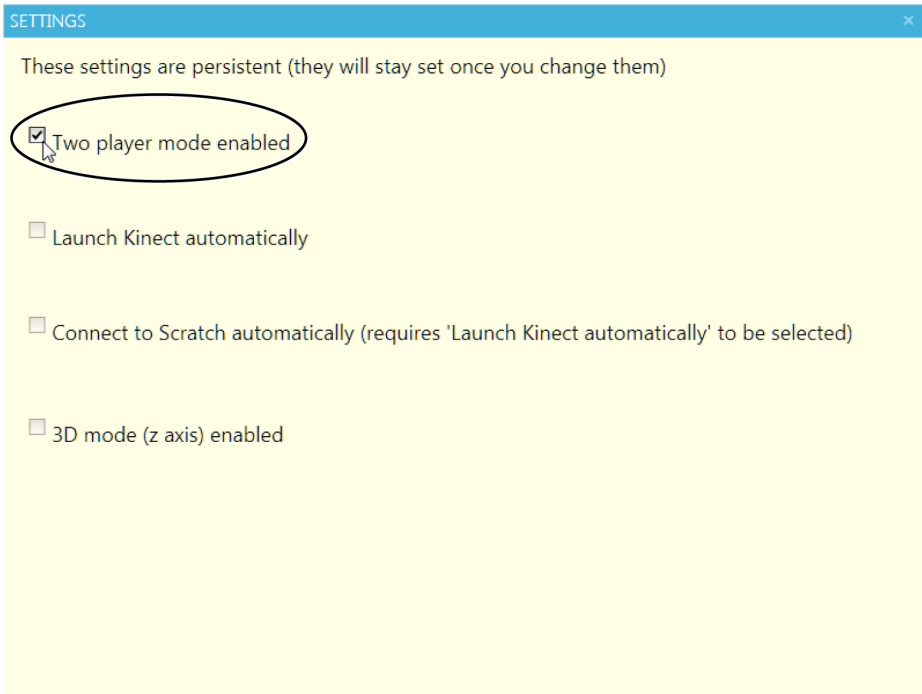 SETTINGS
These settings are persistent (they will stay set once you change them)
Two player mode enabled
Launch Kinect automatically
Connect to Scratch automatically (requires 'Launch Kinect automatically' to be selected)
3D mode (z axis) enabled